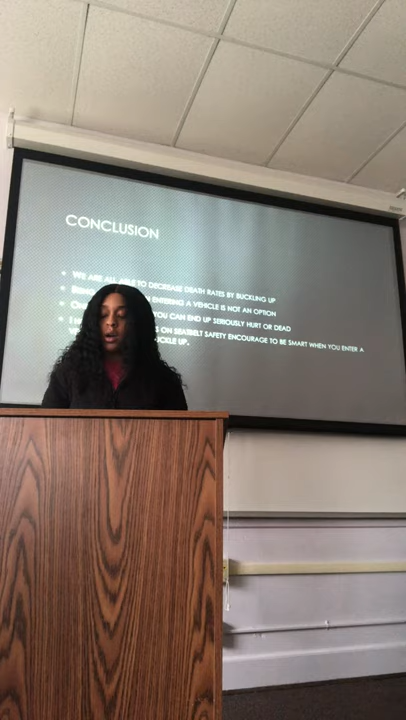 CONCLUSION
WE ARE ALL ABLE TO DECREASE DEATH RATES BY BUCKLING UP
ENTERING A VEHICLE IS NOT AN OPTION
YOU CAN END UP SERIOUSLY HURT OR DEAD
ON SEATBELT SAFETY ENCOURAGE TO BE SMART WHEN YOU ENTER A
UP.